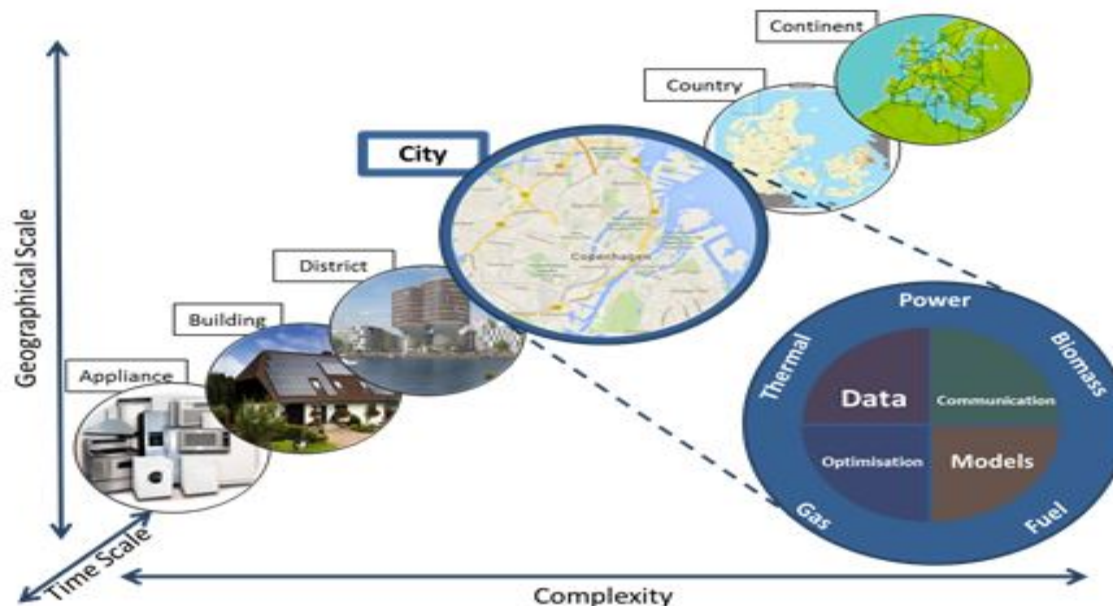 Continent
Country
City
District
Building
Appliance
Geographical Scale
Time Scale
Complexity
Copenhagen
Power
Thermal
Biomass
Data
Communication
Optimisation
Models
Gas
Fuel